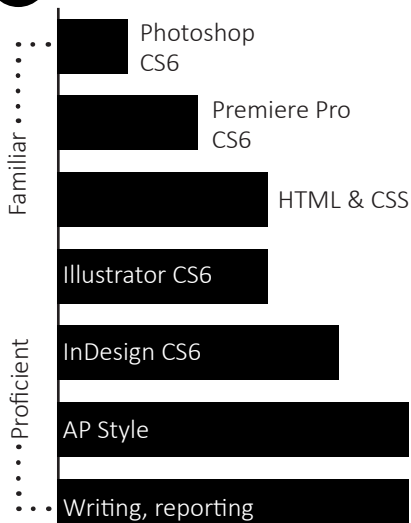 Photoshop
CS6
Premiere Pro
CS6
HTML & CSS
Illustrator CS6
InDesign CS6
AP Style
Writing, reporting
Familiar
Proficient